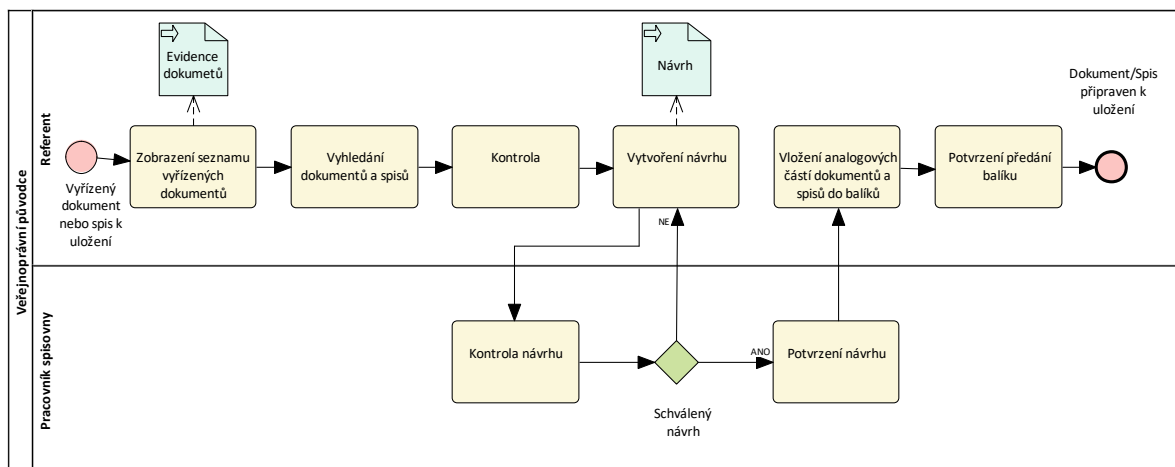 Veřejnoprávní původce
Referent
Evidence
dokumetů
Návrh
Dokument/Spis
připraven k
uložení
Zobrazení seznamu
vyřízených
dokumentů
Vyhledání
dokumentů a spisů
Kontrola
Vytvoření návrhu
Vložení analogových
částí dokumentů a
spisů do balíků
Potvrzení předání
balíku
Vyřízený
dokument
nebo spis k
uložení
NE
Pracovník spisovny
Kontrola návrhu
ANO
Potvrzení návrhu
Schválený
návrh